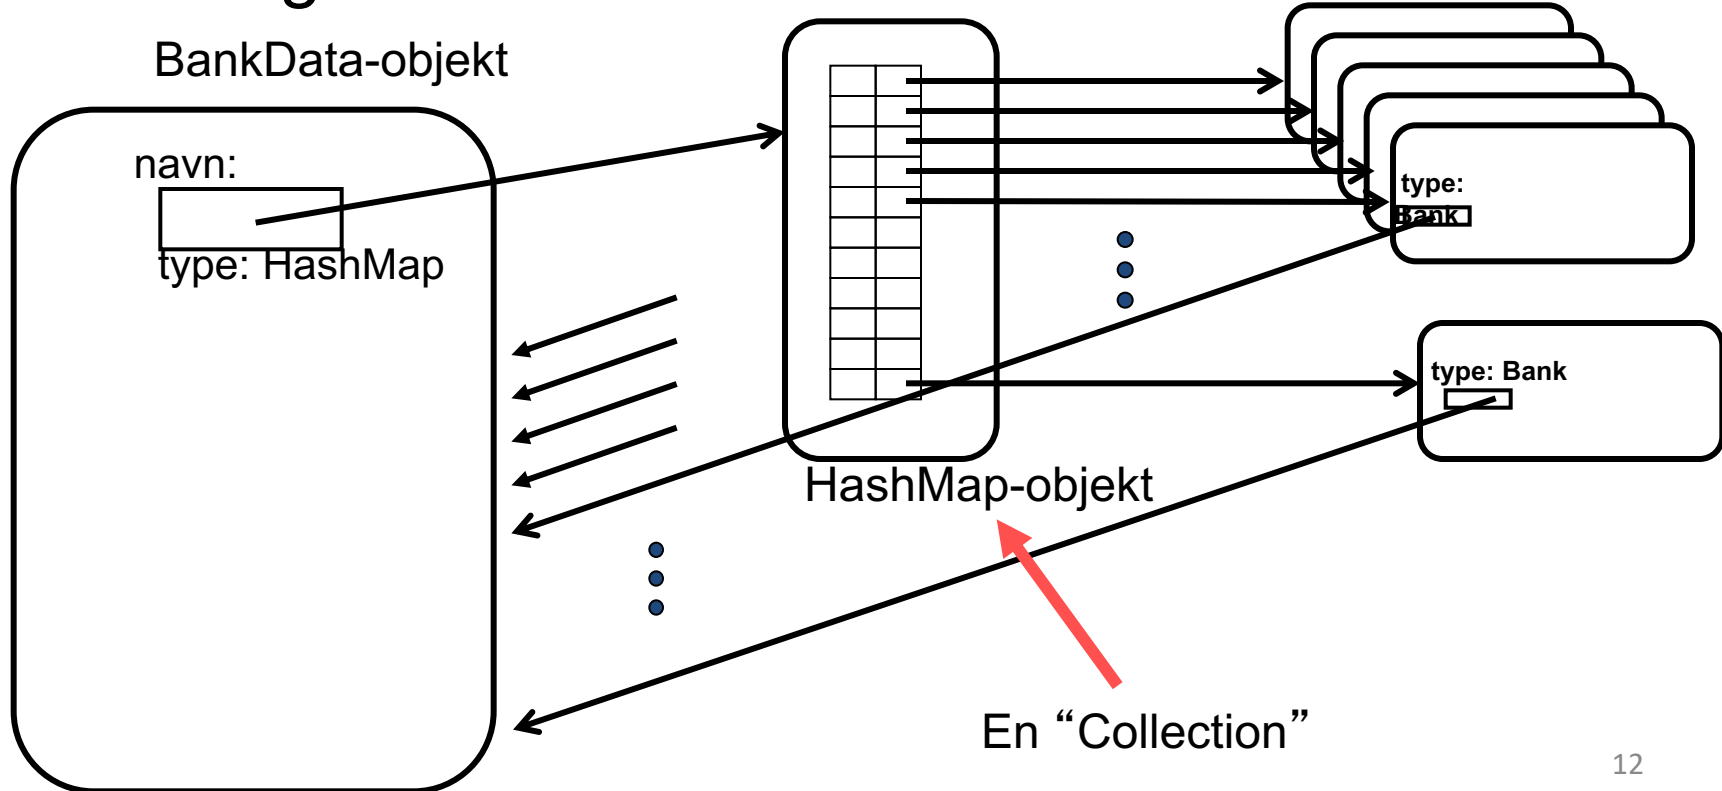 BankData-objekt
navn:
type: HashMap
type:
Bank
type: Bank
HashMap-objekt
En “Collection”
12